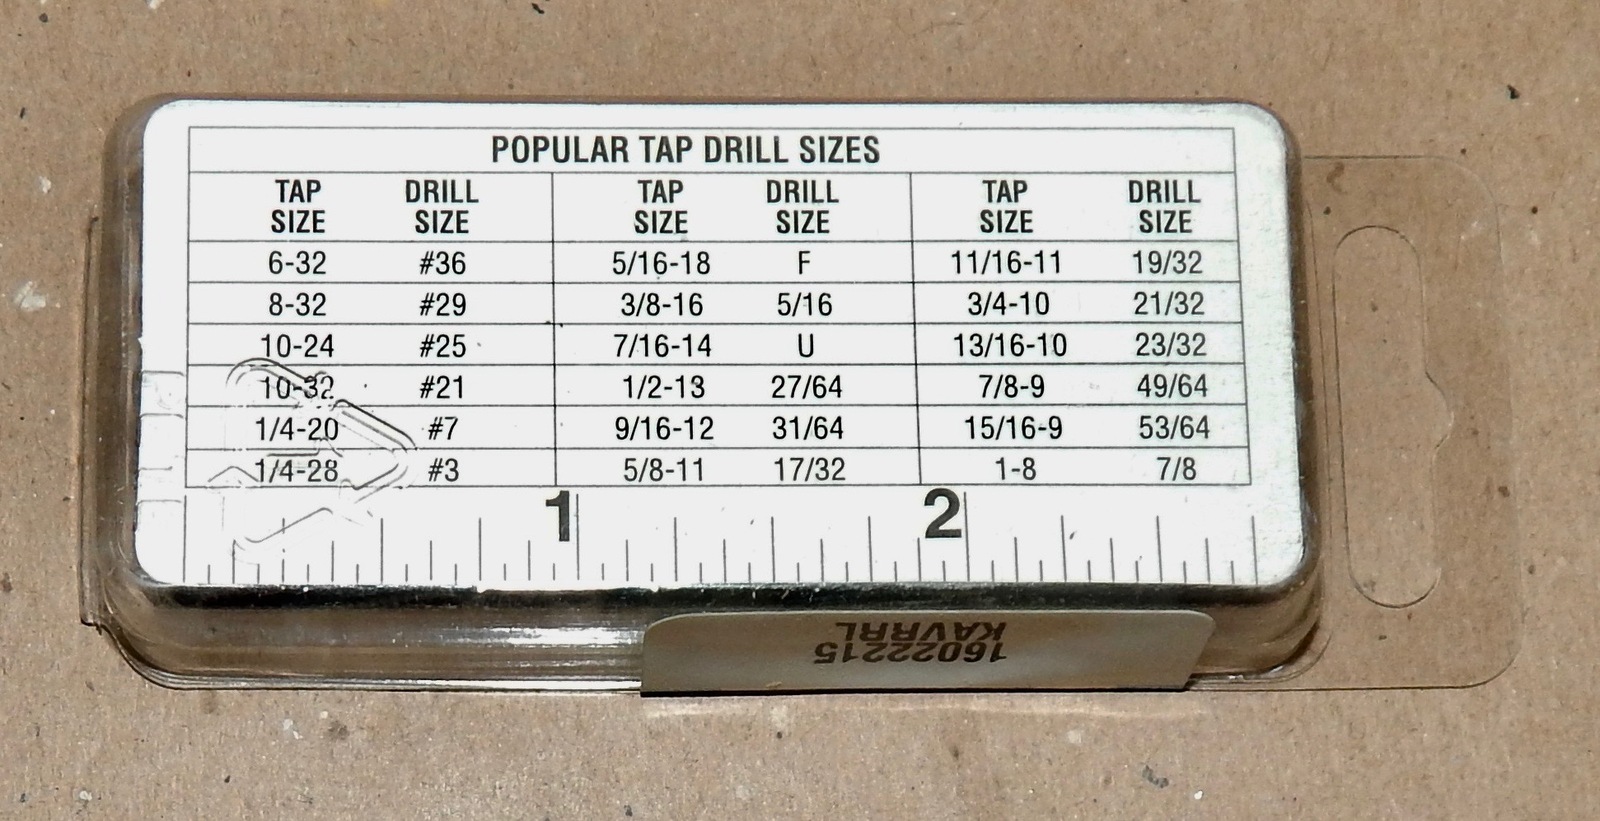 POPULAR TAP DRILL SIZES
TAP SIZE DRILL SIZE TAP SIZE DRILL SIZE TAP SIZE DRILL SIZE
6-32 #36 5/16-18 F 11/16-11 19/32
8-32 #29 3/8-16 5/16 3/4-10 21/32
10-24 #25 7/16-14 U 13/16-10 23/32
10-32 #21 1/2-13 27/64 7/8-9 49/64
1/4-20 #7 9/16-12 31/64 15/16-9 53/64
1/4-28 #3 5/8-11 17/32 1-8 7/8
1 2
16022215
KAVRRL